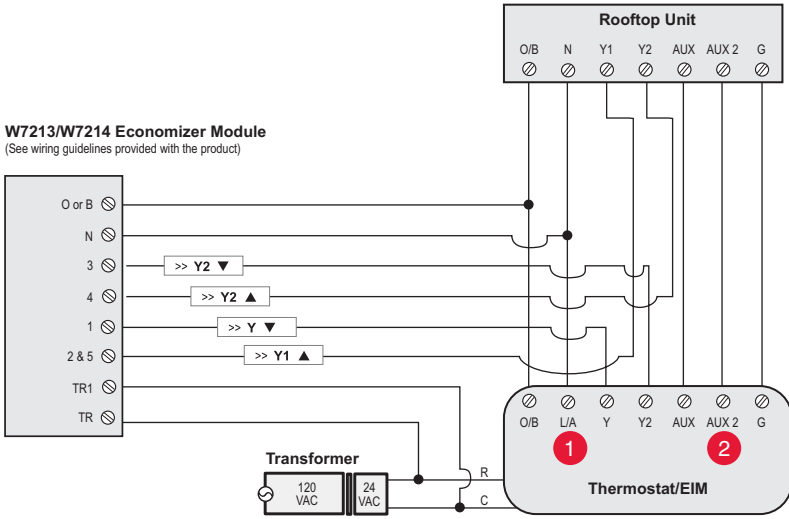 Rooftop Unit
O/B N Y1 Y2 AUX AUX 2 G
W7213/W7214 Economizer Module
(See wiring guidelines provided with the product)
O or B
N
3 >> Y2 ▼
4 >> Y2 ▲
1 >> Y ▼
2 & 5 >> Y1 ▲
TR1
TR
O/B L/A Y Y2 AUX AUX 2 G
1 2
Thermostat/EIM
Transformer
120 VAC
24 VAC
R
C